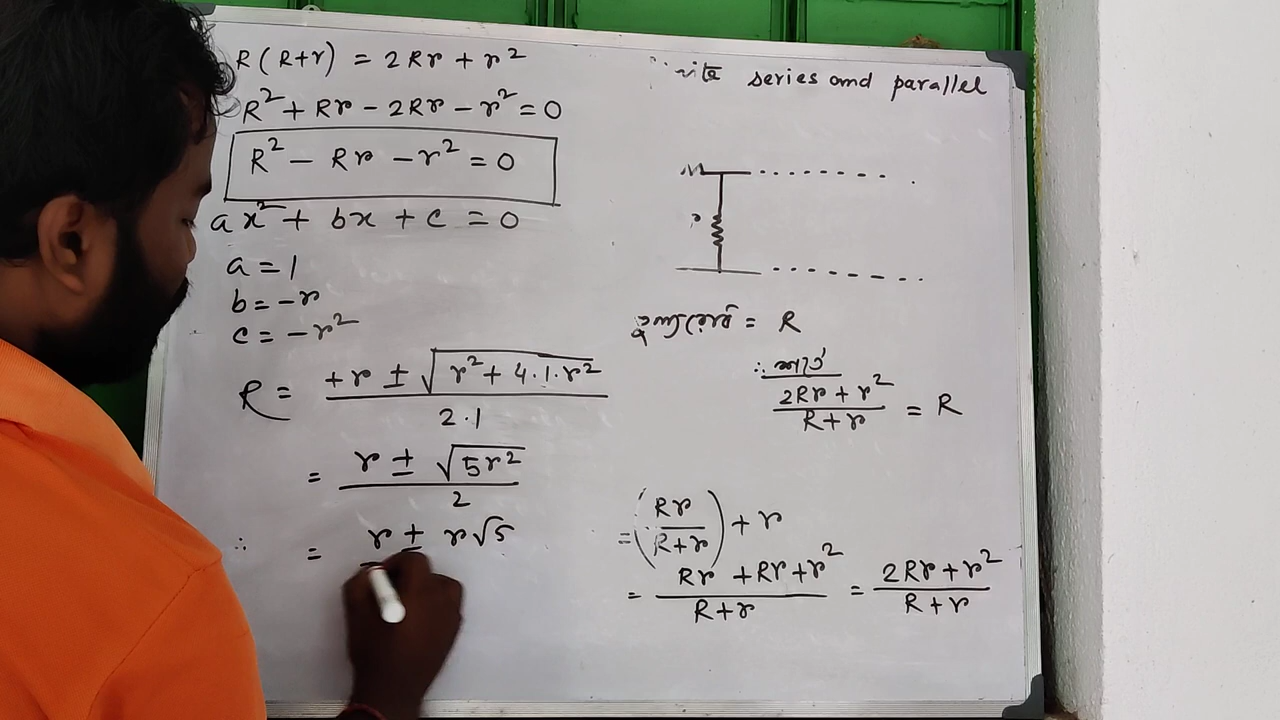 R(R+r) = 2Rr + r²
R² + Rr − 2Rr − r² = 0
R² − Rr − r² = 0
ax² + bx + c = 0
a = 1
b = −r
c = −r²
R = (+r ± √(r² + 4.1.r²)) / 2.1
= (r ± √(5r²)) / 2
∴ = r ± r√5
series and parallel
= R
∴
(2Rr + r²) / (R + r) = R
= (Rr / (R+r)) + r
= (Rr + Rr + r²) / (R+r) = (2Rr + r²) / (R + r)